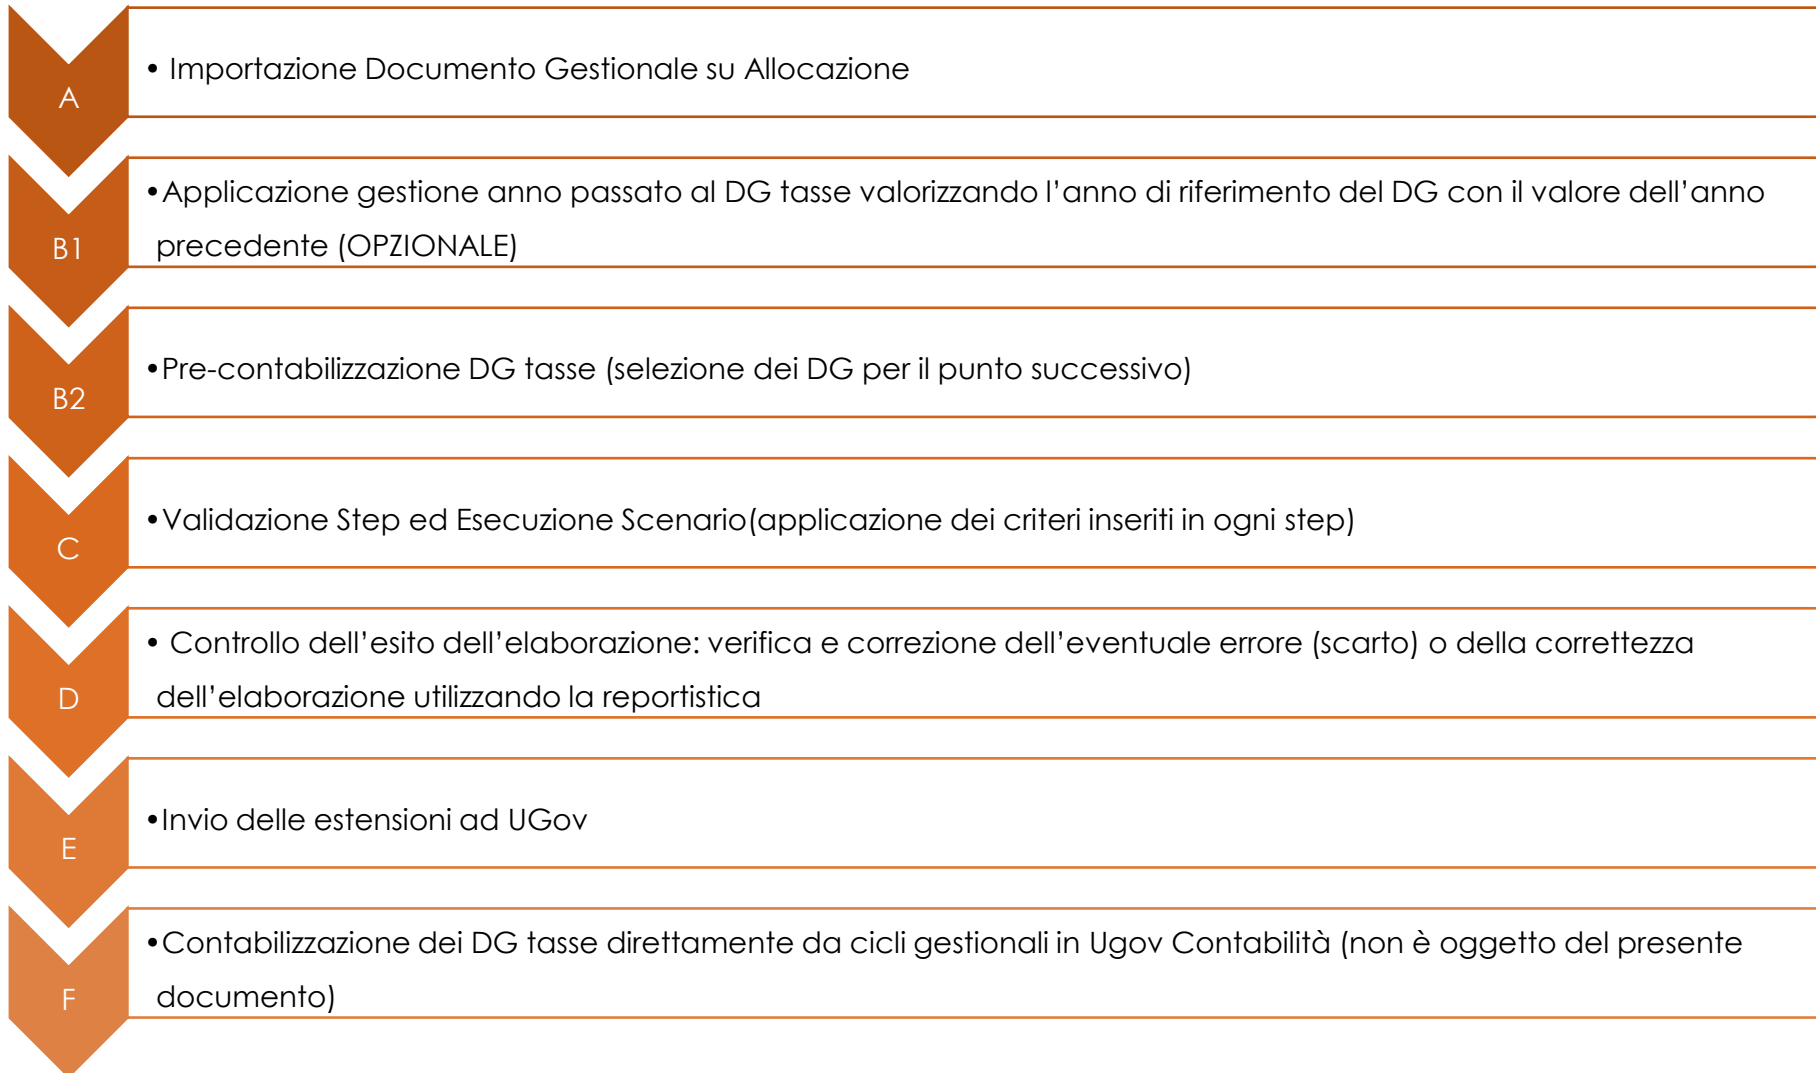 A
• Importazione Documento Gestionale su Allocazione
B1
•Applicazione gestione anno passato al DG tasse valorizzando l’anno di riferimento del DG con il valore dell’anno
precedente (OPZIONALE)
B2
•Pre-contabilizzazione DG tasse (selezione dei DG per il punto successivo)
C
•Validazione Step ed Esecuzione Scenario(applicazione dei criteri inseriti in ogni step)
D
• Controllo dell’esito dell’elaborazione: verifica e correzione dell’eventuale errore (scarto) o della correttezza
dell’elaborazione utilizzando la reportistica
E
•Invio delle estensioni ad UGov
F
•Contabilizzazione dei DG tasse direttamente da cicli gestionali in Ugov Contabilità (non è oggetto del presente
documento)